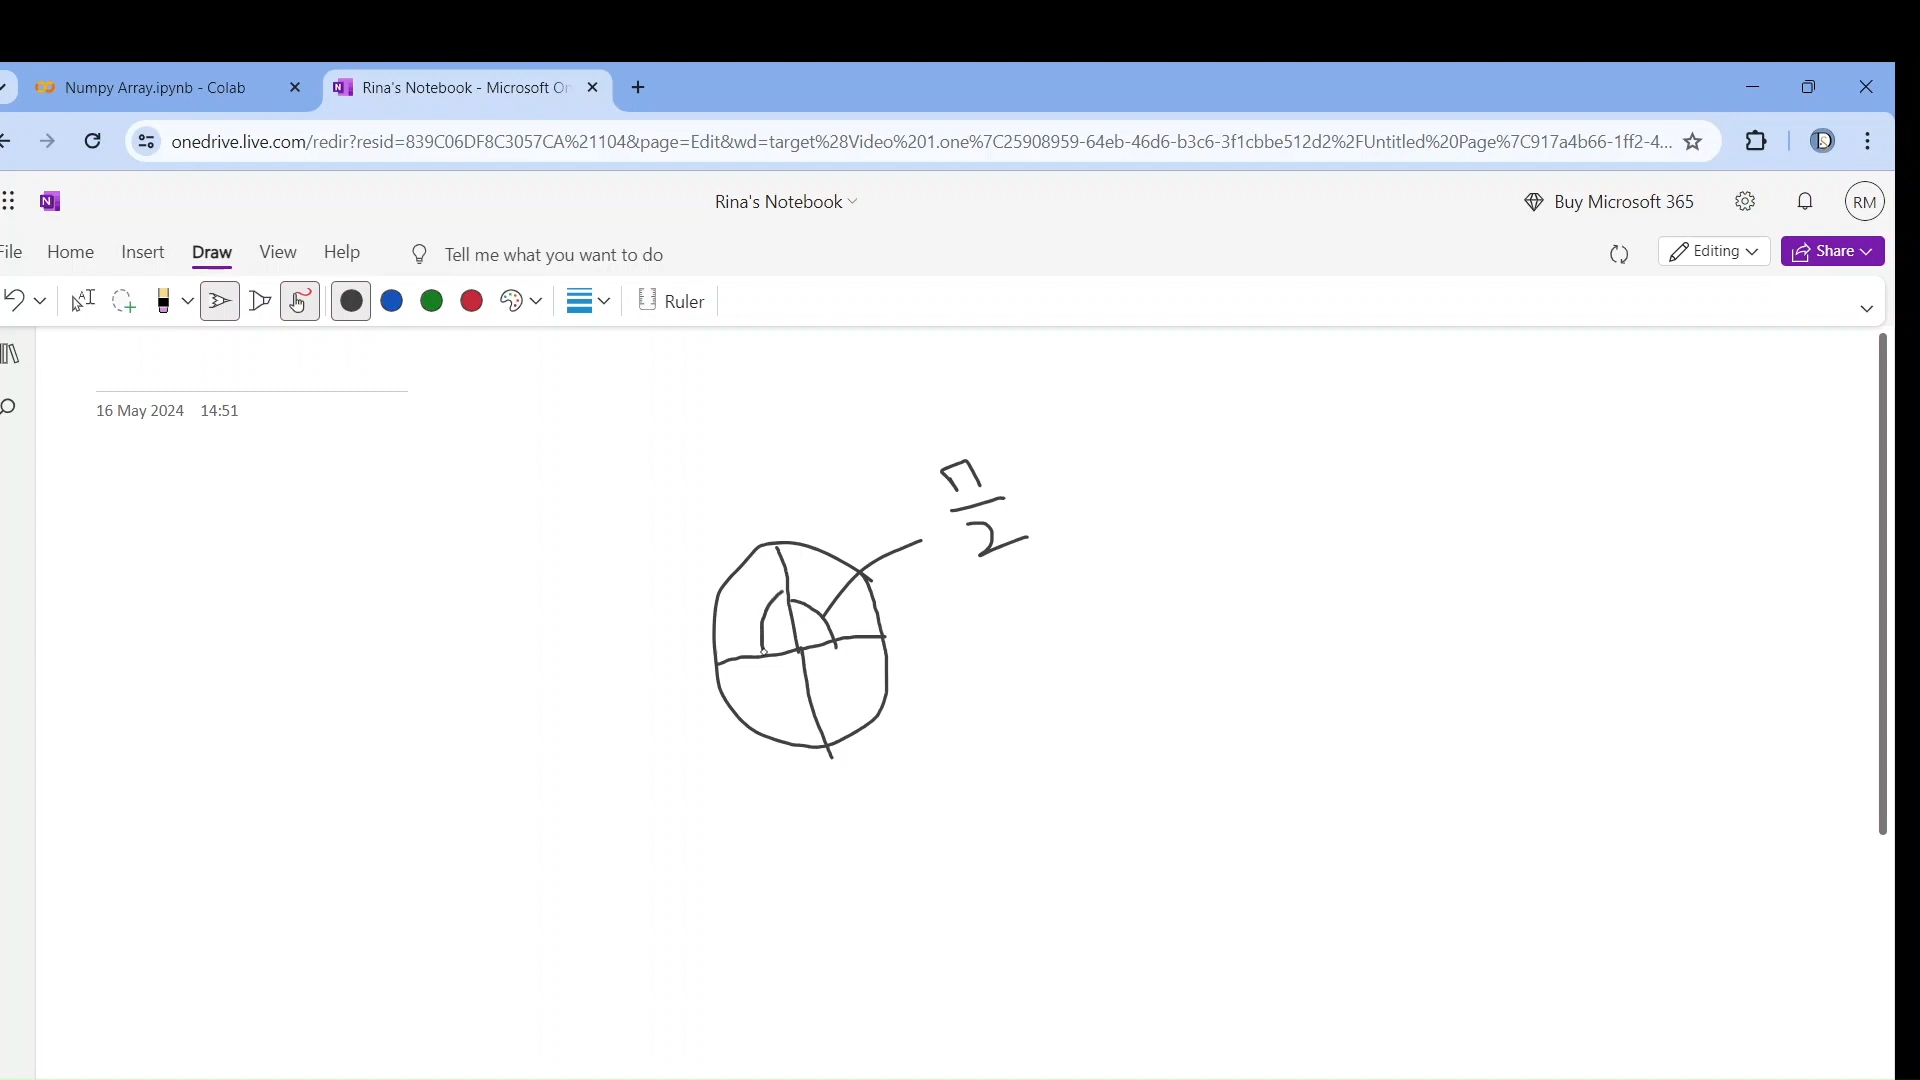 Numpy Array.ipynb - Colab
Rina's Notebook - Microsoft On
onedrive.live.com/redir?resid=839C06DF8C3057CA%21104&page=Edit&wd=target%28Video%201.one%7C25908959-64eb-46d6-b3c6-3f1cbbe512d2%2FUntitled%20Page%7C917a4b66-1ff2-4...
Rina's Notebook
Buy Microsoft 365
RM
File Home Insert Draw View Help Tell me what you want to do
Editing Share
Ruler
16 May 2024 14:51
π
2